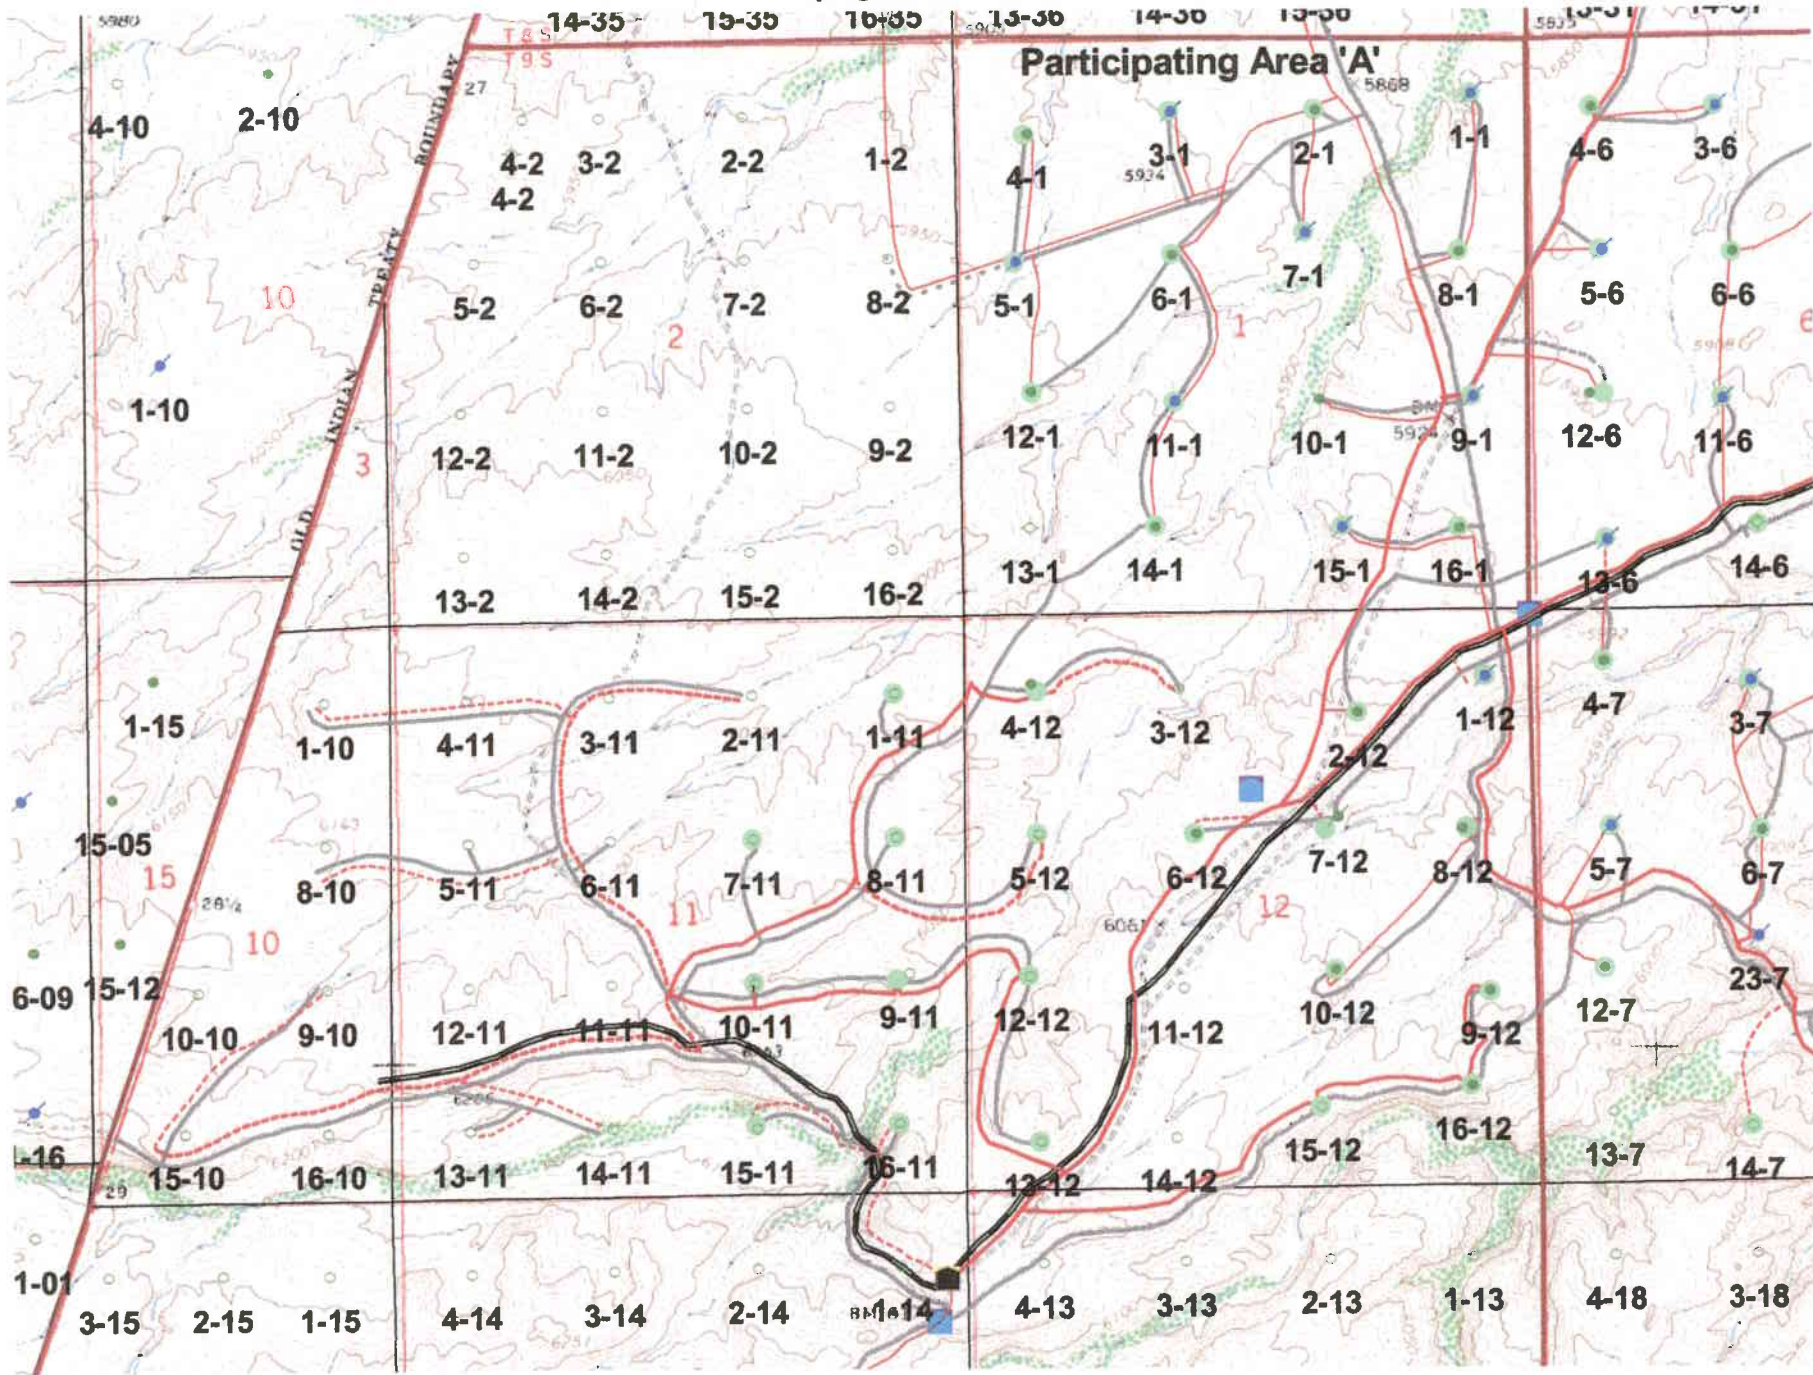 5980
14-35 15-35 16-35 13-36 14-36 15-36
T 8 S
T 9 S
Participating Area 'A'
27
5868
4-10 2-10
4-2 3-2 2-2 1-2 4-1 3-1 2-1 1-1 4-6 3-6
4-2
5934
5-2 6-2 7-2 8-2 5-1 6-1 7-1 8-1 5-6 6-6
10 2 1
OLD INDIAN TREATY BOUNDARY
1-10
3
12-2 11-2 10-2 9-2 12-1 11-1 10-1 9-1 12-6 11-6
5924
13-2 14-2 15-2 16-2 13-1 14-1 15-1 16-1 13-6 14-6
1-15 1-10 4-11 3-11 2-11 1-11 4-12 3-12 2-12 1-12 4-7 3-7
15-05
15
8-10 5-11 6-11 7-11 8-11 5-12 6-12 7-12 8-12 5-7 6-7
28½
10 11 12
6-09 15-12
10-10 9-10 12-11 11-11 10-11 9-11 12-12 11-12 10-12 9-12 12-7 23-7
-16 15-10 16-10 13-11 14-11 15-11 16-11 13-12 14-12 15-12 16-12 13-7 14-7
29
1-01
3-15 2-15 1-15 4-14 3-14 2-14 1-14 4-13 3-13 2-13 1-13 4-18 3-18
6251